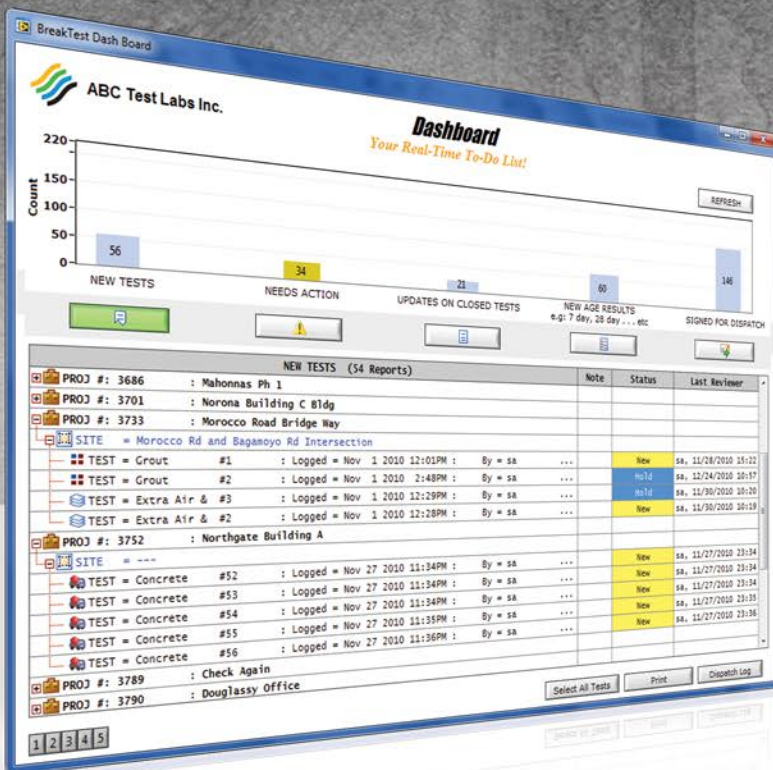 BreakTest Dash Board
ABC Test Labs Inc.
Dashboard
Your Real-Time To-Do List!
REFRESH
Count
220
150
100
50
0
56
34
21
60
146
NEW TESTS
NEEDS ACTION
UPDATES ON CLOSED TESTS
NEW AGE RESULTS
e.g: 7 day, 28 day . . . etc
SIGNED FOR DISPATCH
NEW TESTS (54 Reports) Note Status Last Reviewer
PROJ #: 3686 : Mahonnas Ph 1
PROJ #: 3701 : Norona Building C Bldg
PROJ #: 3733 : Morocco Road Bridge Way
SITE = Morocco Rd and Bagamoyo Rd Intersection
TEST = Grout #1 : Logged = Nov 1 2010 12:01PM : By = sa ... New sa, 11/28/2010 15:22
TEST = Grout #2 : Logged = Nov 1 2010 2:48PM : By = sa ... Hold sa, 12/24/2010 10:57
TEST = Extra Air & #3 : Logged = Nov 1 2010 12:29PM : By = sa ... Hold sa, 11/30/2010 10:20
TEST = Extra Air & #2 : Logged = Nov 1 2010 12:28PM : By = sa ... New sa, 11/30/2010 10:19
PROJ #: 3752 : Northgate Building A
SITE = ---
TEST = Concrete #52 : Logged = Nov 27 2010 11:34PM : By = sa ... New sa, 11/27/2010 23:34
TEST = Concrete #53 : Logged = Nov 27 2010 11:34PM : By = sa ... New sa, 11/27/2010 23:34
TEST = Concrete #54 : Logged = Nov 27 2010 11:34PM : By = sa ... New sa, 11/27/2010 23:34
TEST = Concrete #55 : Logged = Nov 27 2010 11:35PM : By = sa ... New sa, 11/27/2010 23:35
TEST = Concrete #56 : Logged = Nov 27 2010 11:36PM : By = sa ... New sa, 11/27/2010 23:36
PROJ #: 3789 : Check Again
PROJ #: 3790 : Douglassy Office
Select All Tests Print Dispatch Log
1 2 3 4 5